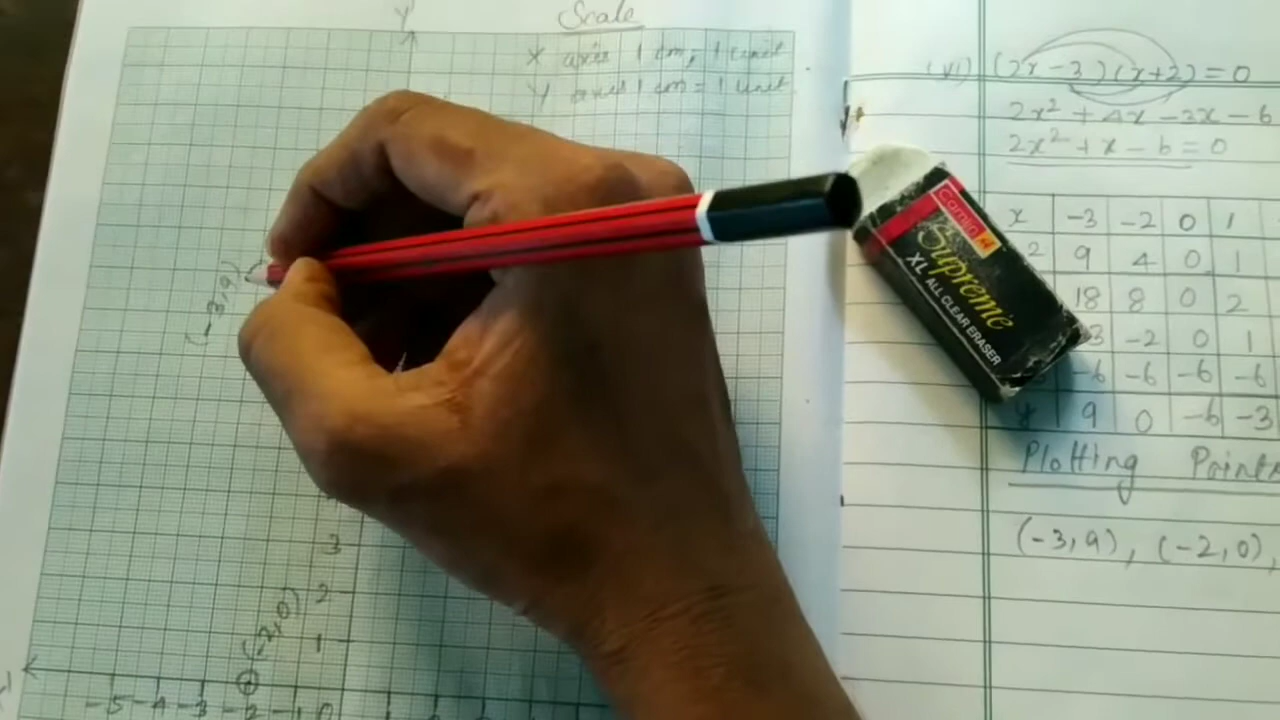 Y
Scale
X axis 1 cm = 1 unit
Y axis 1 cm = 1 unit
(-3,9)
3
2
(-2,0)
1
-5 -4 -3 -2 -1 0
(vi) (2x-3)(x+2)=0
2x² + 4x - 3x - 6
2x² + x - 6 = 0
x -3 -2 0 1
2 9 4 0 1
18 8 0 2
3 -2 0 1
-6 -6 -6 -6
y 9 0 -6 -3
Plotting Points
(-3,9), (-2,0),
Camlin
Supreme
XL ALL CLEAR ERASER